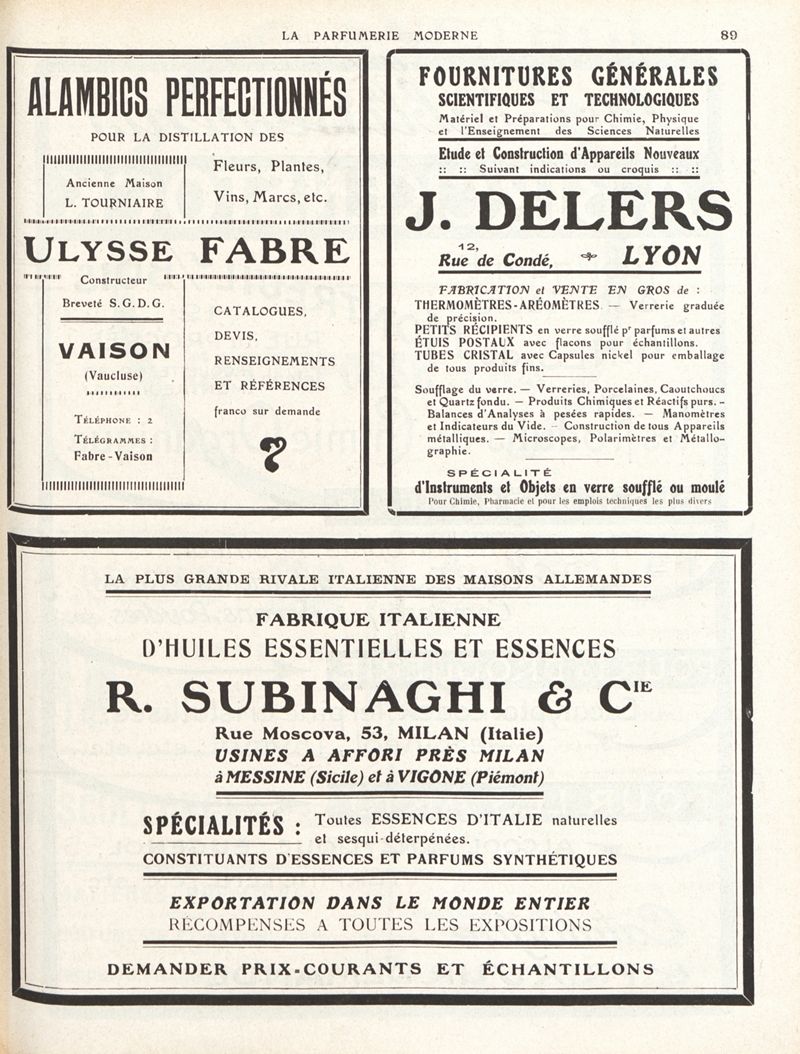 LA PARFUMERIE MODERNE
89
ALAMBICS PERFECTIONNÉS
POUR LA DISTILLATION DES
Ancienne Maison
L. TOURNIAIRE
Fleurs, Plantes,
Vins, Marcs, etc.
ULYSSE FABRE
Constructeur
Breveté S. G. D. G.
VAISON
(Vaucluse)
TÉLÉPHONE : 2
TÉLÉGRAMMES :
Fabre - Vaison
CATALOGUES,
DEVIS,
RENSEIGNEMENTS
ET RÉFÉRENCES
franco sur demande
FOURNITURES GÉNÉRALES
SCIENTIFIQUES ET TECHNOLOGIQUES
Matériel et Préparations pour Chimie, Physique
et l'Enseignement des Sciences Naturelles
Etude et Construction d'Appareils Nouveaux
:: :: Suivant indications ou croquis :: ::
J. DELERS
12,
Rue de Condé, LYON
FABRICATION et VENTE EN GROS de :
THERMOMÈTRES-ARÉOMÈTRES. — Verrerie graduée
de précision.
PETITS RÉCIPIENTS en verre soufflé pr parfums et autres
ÉTUIS POSTAUX avec flacons pour échantillons.
TUBES CRISTAL avec Capsules nickel pour emballage
de tous produits fins.
Soufflage du verre. — Verreries, Porcelaines, Caoutchoucs
et Quartz fondu. — Produits Chimiques et Réactifs purs. -
Balances d'Analyses à pesées rapides. — Manomètres
et Indicateurs du Vide. - Construction de tous Appareils
métalliques. — Microscopes, Polarimètres et Métallo-
graphie.
SPÉCIALITÉ
d'Instruments et Objets en verre soufflé ou moulé
Pour Chimie, Pharmacie et pour les emplois techniques les plus divers
LA PLUS GRANDE RIVALE ITALIENNE DES MAISONS ALLEMANDES
FABRIQUE ITALIENNE
D'HUILES ESSENTIELLES ET ESSENCES
R. SUBINAGHI & CIE
Rue Moscova, 53, MILAN (Italie)
USINES A AFFORI PRÈS MILAN
à MESSINE (Sicile) et à VIGONE (Piémont)
SPÉCIALITÉS : Toutes ESSENCES D'ITALIE naturelles
et sesqui-déterpénées.
CONSTITUANTS D'ESSENCES ET PARFUMS SYNTHÉTIQUES
EXPORTATION DANS LE MONDE ENTIER
RÉCOMPENSES A TOUTES LES EXPOSITIONS
DEMANDER PRIX-COURANTS ET ÉCHANTILLONS